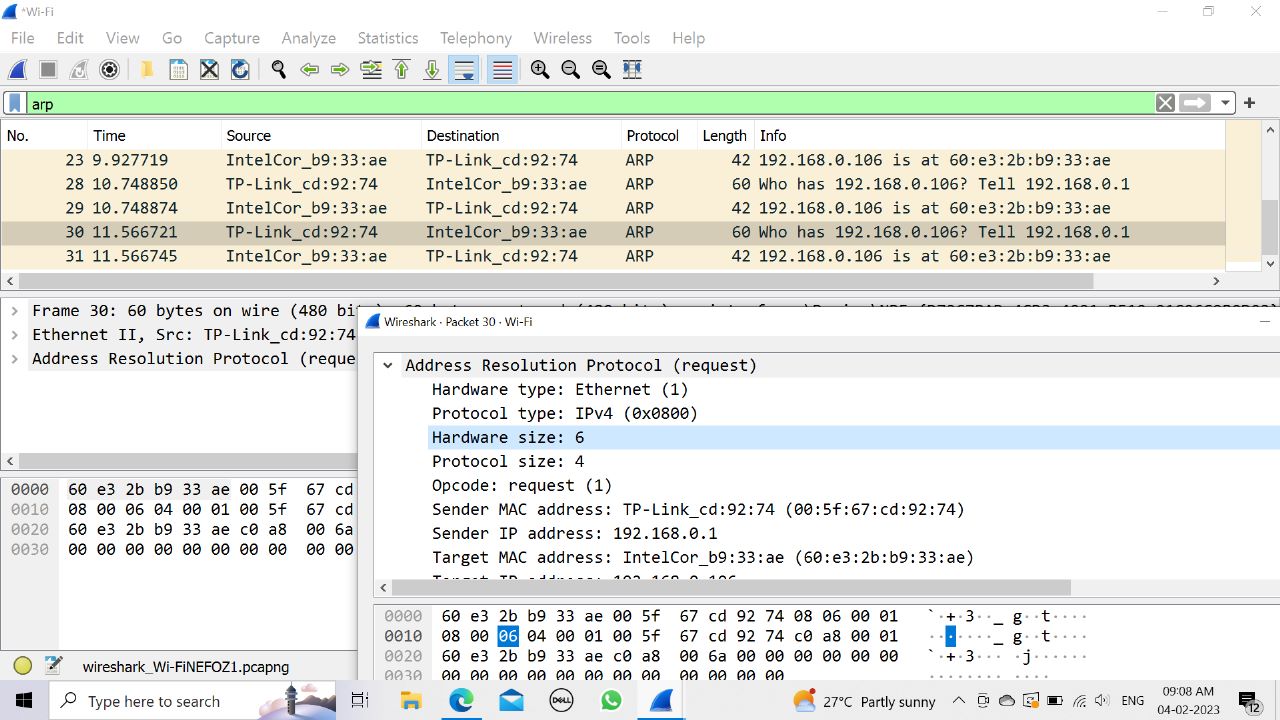 *Wi-Fi
File Edit View Go Capture Analyze Statistics Telephony Wireless Tools Help
arp
No. Time Source Destination Protocol Length Info
23 9.927719 IntelCor_b9:33:ae TP-Link_cd:92:74 ARP 42 192.168.0.106 is at 60:e3:2b:b9:33:ae
28 10.748850 TP-Link_cd:92:74 IntelCor_b9:33:ae ARP 60 Who has 192.168.0.106? Tell 192.168.0.1
29 10.748874 IntelCor_b9:33:ae TP-Link_cd:92:74 ARP 42 192.168.0.106 is at 60:e3:2b:b9:33:ae
30 11.566721 TP-Link_cd:92:74 IntelCor_b9:33:ae ARP 60 Who has 192.168.0.106? Tell 192.168.0.1
31 11.566745 IntelCor_b9:33:ae TP-Link_cd:92:74 ARP 42 192.168.0.106 is at 60:e3:2b:b9:33:ae
Frame 30: 60 bytes on wire (480 bi
Ethernet II, Src: TP-Link_cd:92:74
Address Resolution Protocol (reque
0000 60 e3 2b b9 33 ae 00 5f 67 cd
0010 08 00 06 04 00 01 00 5f 67 cd
0020 60 e3 2b b9 33 ae c0 a8 00 6a
0030 00 00 00 00 00 00 00 00 00 00
Wireshark · Packet 30 · Wi-Fi
Address Resolution Protocol (request)
Hardware type: Ethernet (1)
Protocol type: IPv4 (0x0800)
Hardware size: 6
Protocol size: 4
Opcode: request (1)
Sender MAC address: TP-Link_cd:92:74 (00:5f:67:cd:92:74)
Sender IP address: 192.168.0.1
Target MAC address: IntelCor_b9:33:ae (60:e3:2b:b9:33:ae)
Target IP address: 192.168.0.106
0000 60 e3 2b b9 33 ae 00 5f 67 cd 92 74 08 06 00 01 `·+·3··_ g··t····
0010 08 00 06 04 00 01 00 5f 67 cd 92 74 c0 a8 00 01 ·······_ g··t····
0020 60 e3 2b b9 33 ae c0 a8 00 6a 00 00 00 00 00 00 `·+·3··· ·j······
0030 00 00 00 00 00 00 00 00 00 00 00 00 ········ ····
wireshark_Wi-FiNEFOZ1.pcapng
Type here to search
DELL
27°C Partly sunny
ENG
09:08 AM
04-02-2023
12